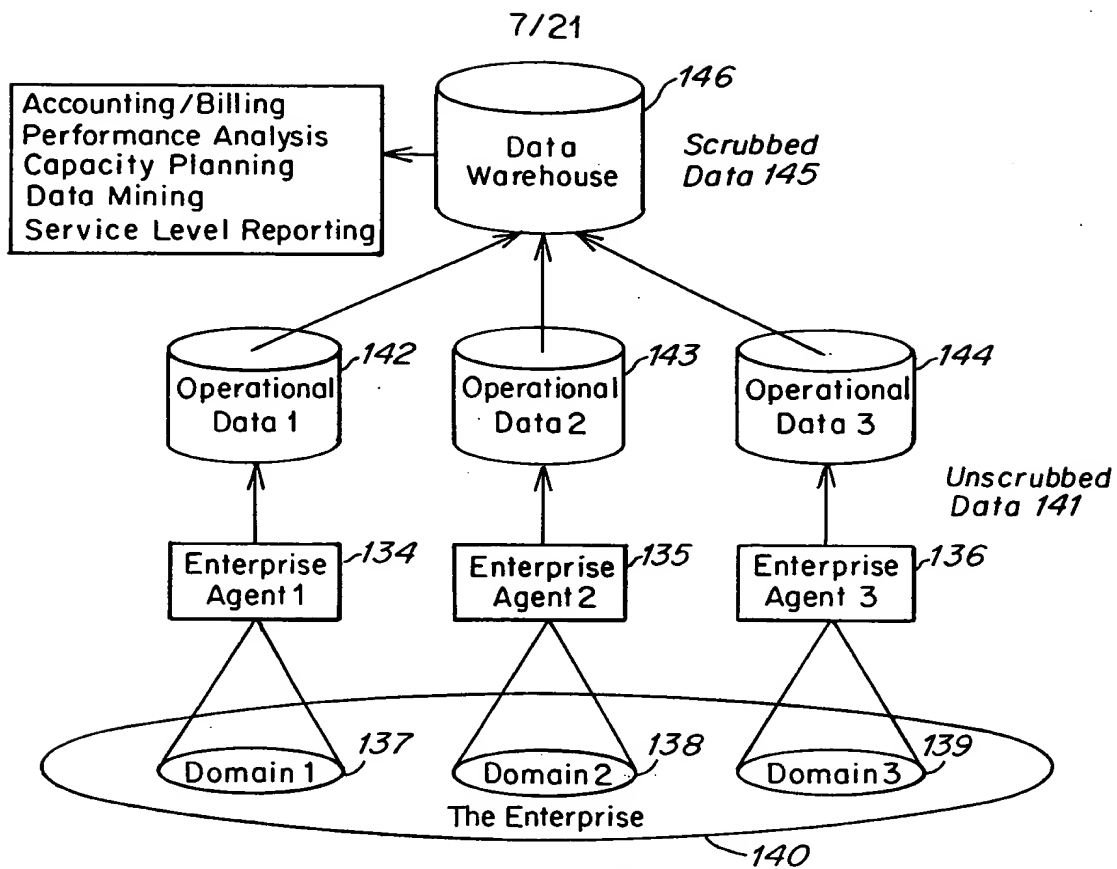 7/21
146
Accounting/Billing
Performance Analysis
Capacity Planning
Data Mining
Service Level Reporting
Data
Warehouse
Scrubbed
Data 145
142
143
144
Operational
Data 1
Operational
Data 2
Operational
Data 3
Unscrubbed
Data 141
134
135
136
Enterprise
Agent 1
Enterprise
Agent 2
Enterprise
Agent 3
137
138
139
Domain 1
Domain 2
Domain 3
The Enterprise
140